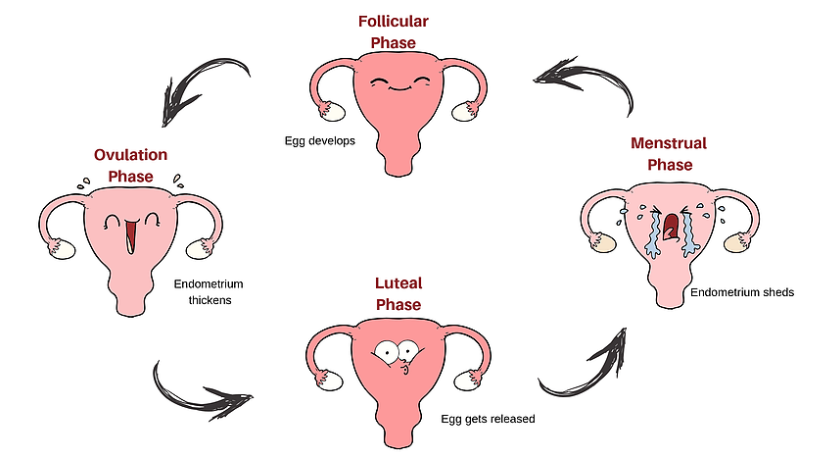 Follicular
Phase
Egg develops
Ovulation
Phase
Endometrium
thickens
Luteal
Phase
Egg gets released
Menstrual
Phase
Endometrium sheds